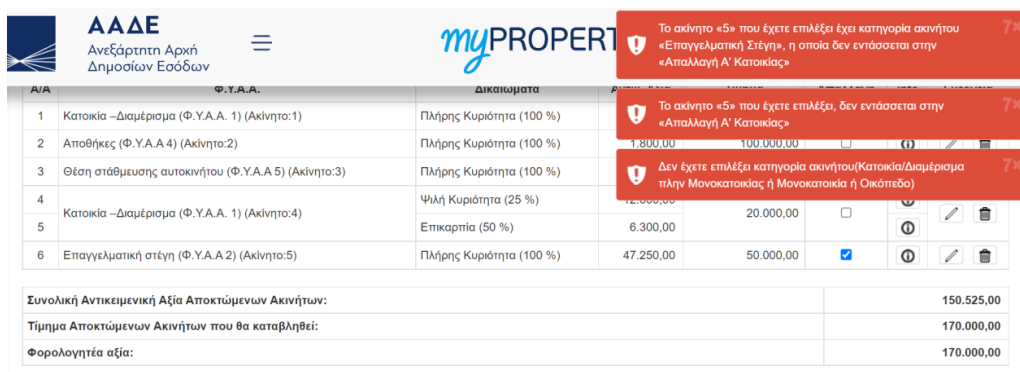 ΑΑΔΕ
Ανεξάρτητη Αρχή
Δημοσίων Εσόδων
myPROPERT
Το ακίνητο «5» που έχετε επιλέξει έχει κατηγορία ακινήτου
«Επαγγελματική Στέγη», η οποία δεν εντάσσεται στην
«Απαλλαγή Α' Κατοικίας»
7×
Το ακίνητο «5» που έχετε επιλέξει, δεν εντάσσεται στην
«Απαλλαγή Α' Κατοικίας»
7×
Δεν έχετε επιλέξει κατηγορία ακινήτου(Κατοικία/Διαμέρισμα
πλην Μονοκατοικίας ή Μονοκατοικία ή Οικόπεδο)
7×
Α/Α Φ.Υ.Α.Α. Δικαιώματα
1 Κατοικία –Διαμέρισμα (Φ.Υ.Α.Α. 1) (Ακίνητο:1) Πλήρης Κυριότητα (100 %)
2 Αποθήκες (Φ.Υ.Α.Α 4) (Ακίνητο:2) Πλήρης Κυριότητα (100 %) 1.800,00 100.000,00
3 Θέση στάθμευσης αυτοκινήτου (Φ.Υ.Α.Α 5) (Ακίνητο:3) Πλήρης Κυριότητα (100 %)
4 Κατοικία –Διαμέρισμα (Φ.Υ.Α.Α. 1) (Ακίνητο:4) Ψιλή Κυριότητα (25 %) 20.000,00
5 Επικαρπία (50 %) 6.300,00
6 Επαγγελματική στέγη (Φ.Υ.Α.Α 2) (Ακίνητο:5) Πλήρης Κυριότητα (100 %) 47.250,00 50.000,00
Συνολική Αντικειμενική Αξία Αποκτώμενων Ακινήτων: 150.525,00
Τίμημα Αποκτώμενων Ακινήτων που θα καταβληθεί: 170.000,00
Φορολογητέα αξία: 170.000,00